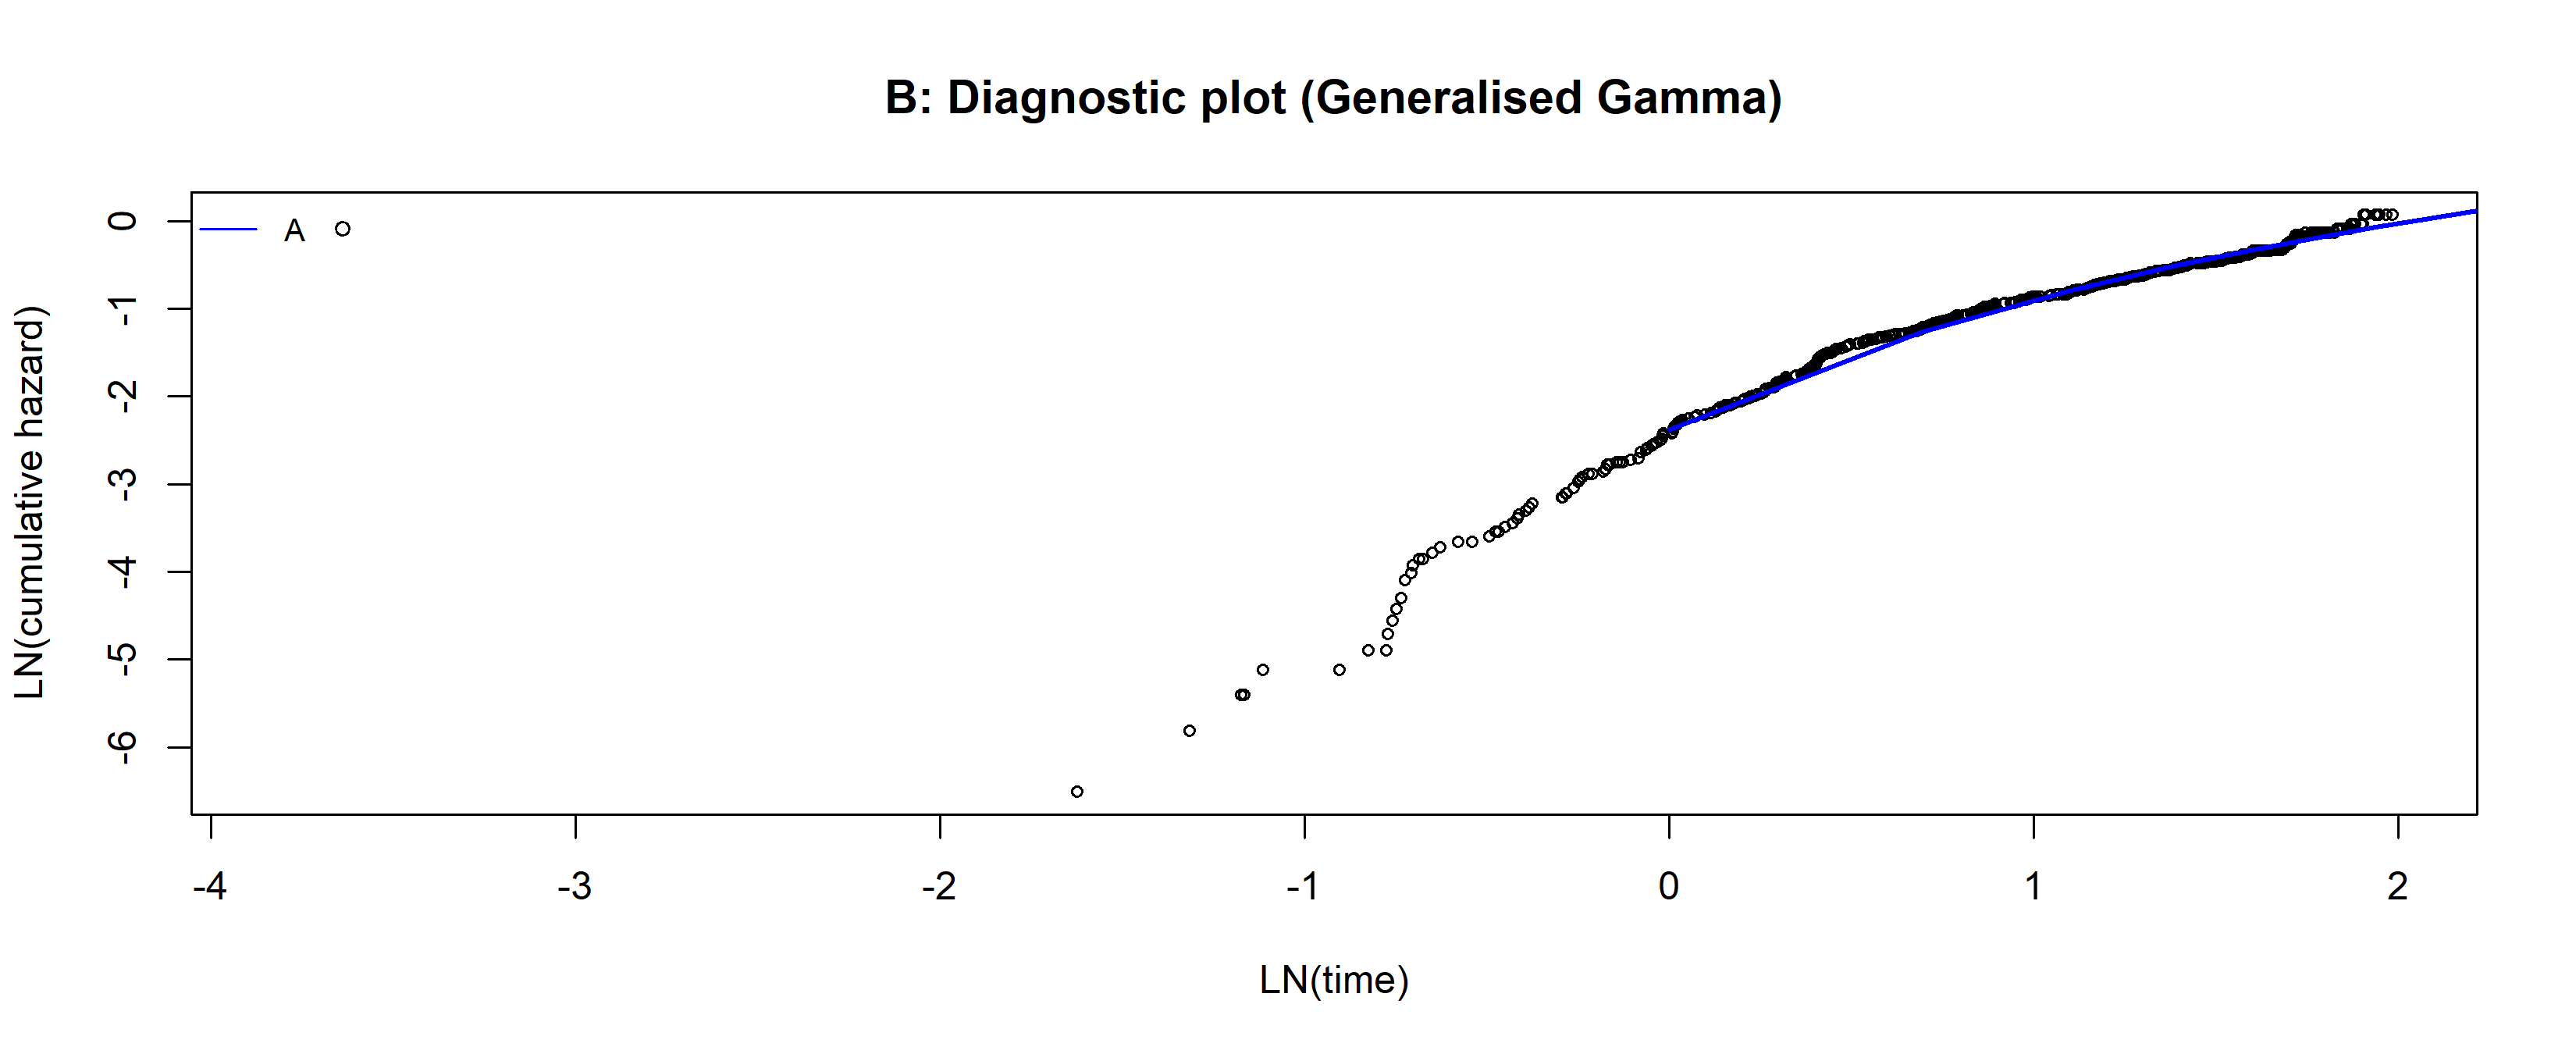 B: Diagnostic plot (Generalised Gamma)
A
LN(cumulative hazard)
0
-1
-2
-3
-4
-5
-6
-4 -3 -2 -1 0 1 2
LN(time)